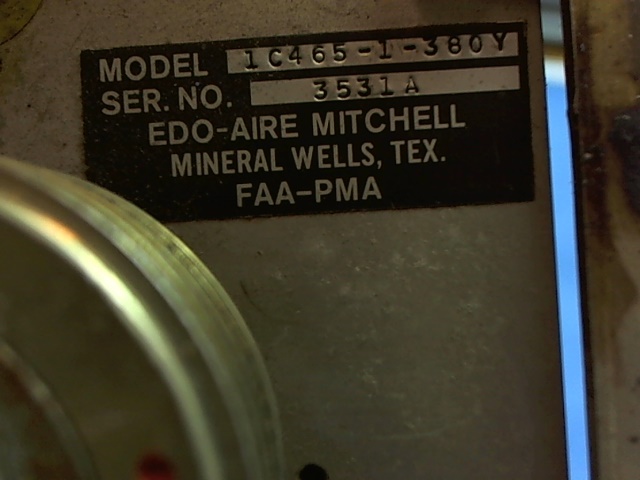 MODEL 1C465-1-380Y
SER. NO. 3531A
EDO-AIRE MITCHELL
MINERAL WELLS, TEX.
FAA-PMA